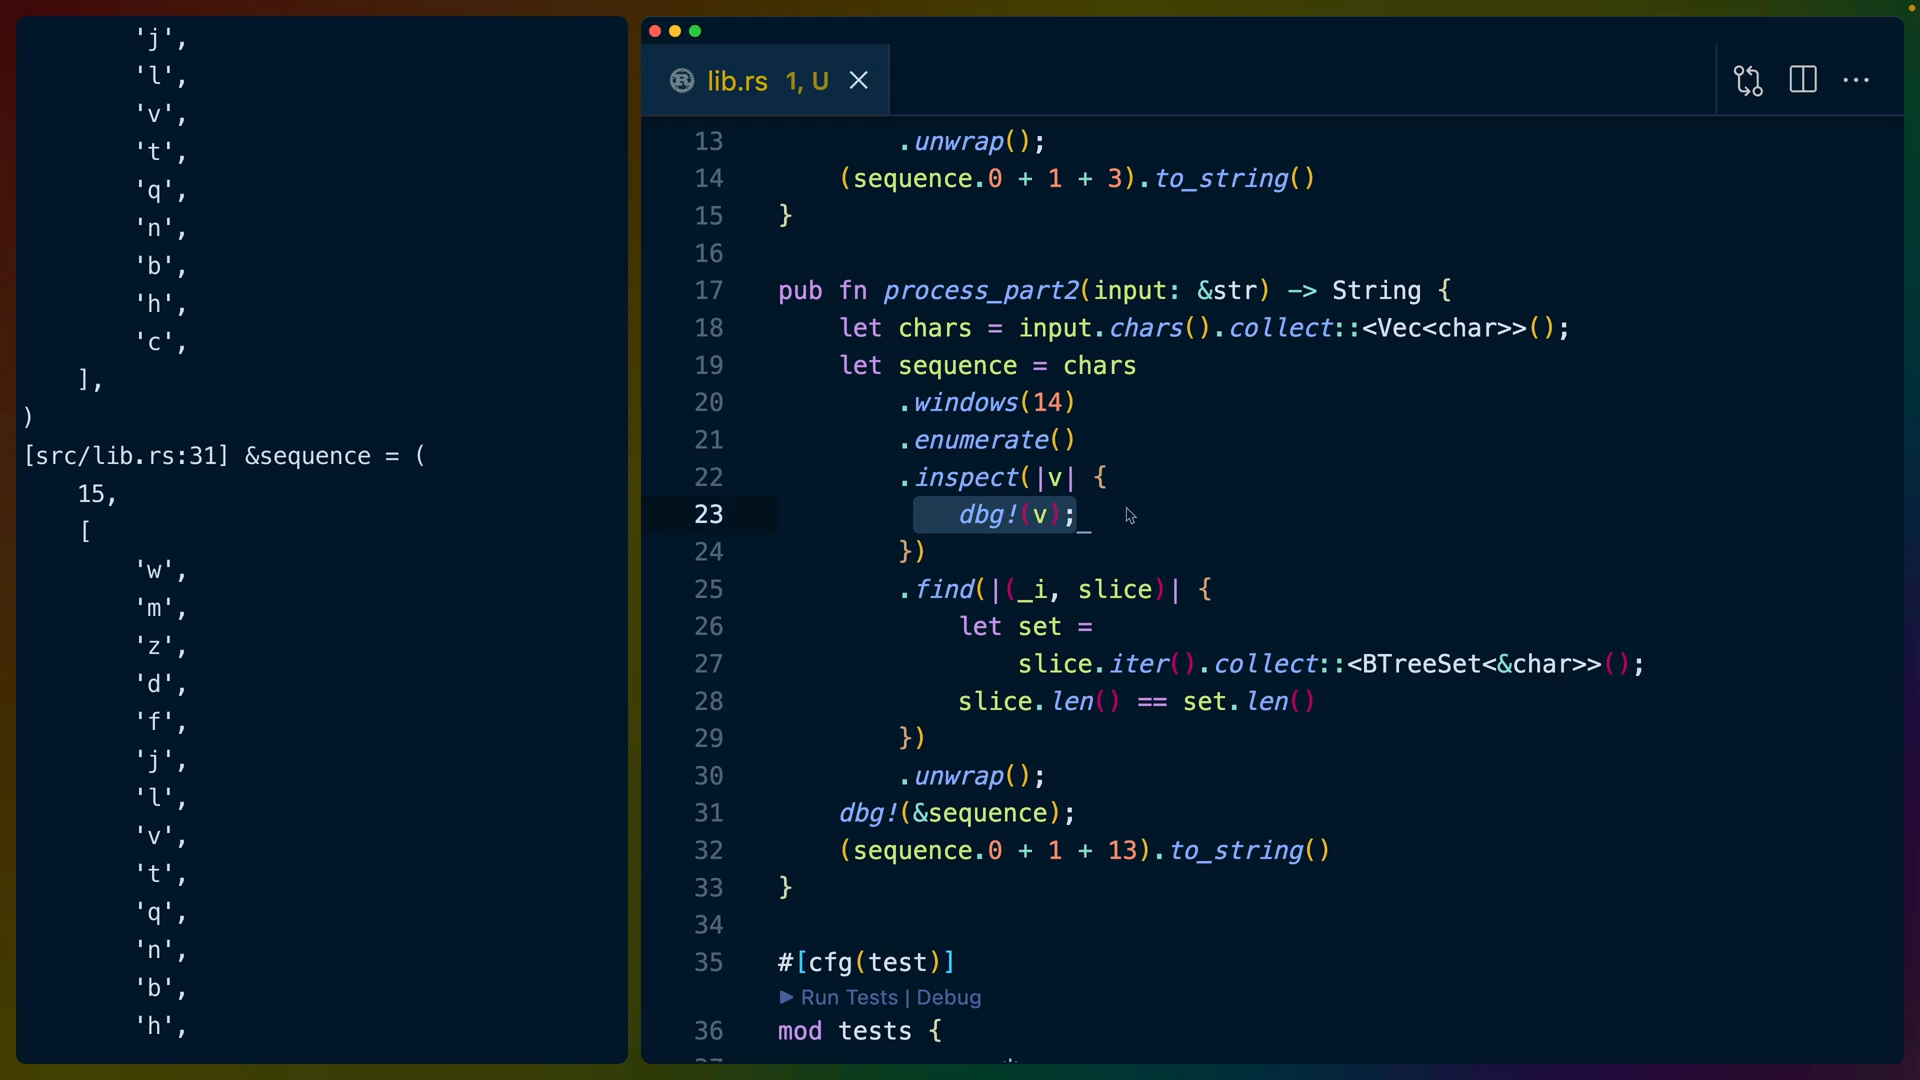 'j',
'l',
'v',
't',
'q',
'n',
'b',
'h',
'c',
],
)
[src/lib.rs:31] &sequence = (
15,
[
'w',
'm',
'z',
'd',
'f',
'j',
'l',
'v',
't',
'q',
'n',
'b',
'h',
lib.rs 1, U
13 .unwrap();
14 (sequence.0 + 1 + 3).to_string()
15 }
16
17 pub fn process_part2(input: &str) -> String {
18 let chars = input.chars().collect::<Vec<char>>();
19 let sequence = chars
20 .windows(14)
21 .enumerate()
22 .inspect(|v| {
23 dbg!(v);
24 })
25 .find(|(_i, slice)| {
26 let set =
27 slice.iter().collect::<BTreeSet<&char>>();
28 slice.len() == set.len()
29 })
30 .unwrap();
31 dbg!(&sequence);
32 (sequence.0 + 1 + 13).to_string()
33 }
34
35 #[cfg(test)]
▶ Run Tests | Debug
36 mod tests {